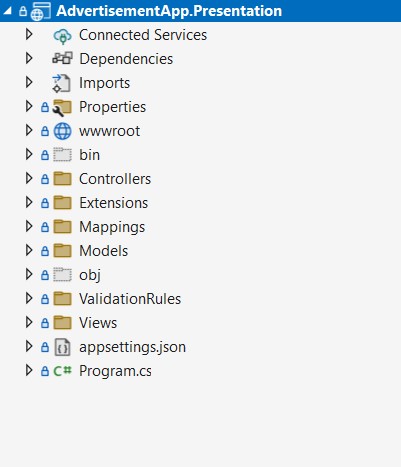 AdvertisementApp.Presentation
Connected Services
Dependencies
Imports
Properties
wwwroot
bin
Controllers
Extensions
Mappings
Models
obj
ValidationRules
Views
appsettings.json
C# Program.cs